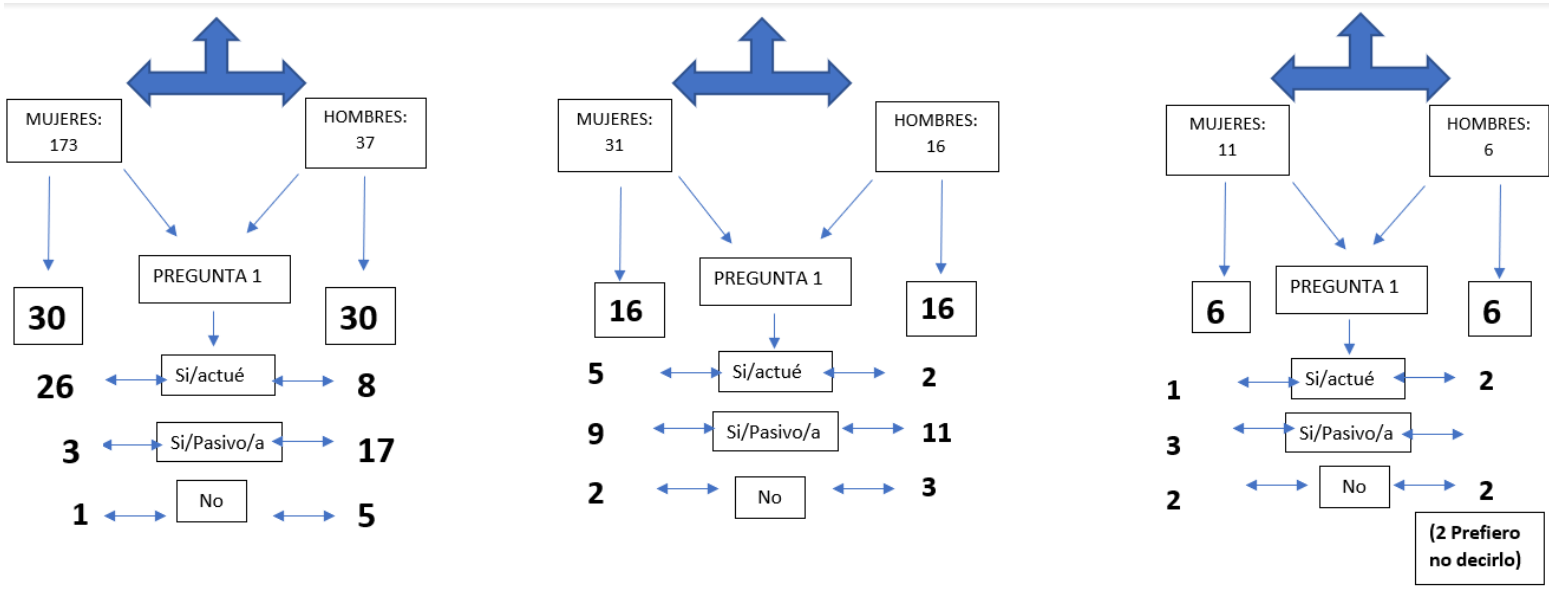 MUJERES:
173
HOMBRES:
37
30
PREGUNTA 1
30
26
Si/actué
8
3
Si/Pasivo/a
17
1
No
5
MUJERES:
31
HOMBRES:
16
16
PREGUNTA 1
16
5
Si/actué
2
9
Si/Pasivo/a
11
2
No
3
MUJERES:
11
HOMBRES:
6
6
PREGUNTA 1
6
1
Si/actué
2
3
Si/Pasivo/a
2
No
2
(2 Prefiero
no decirlo)